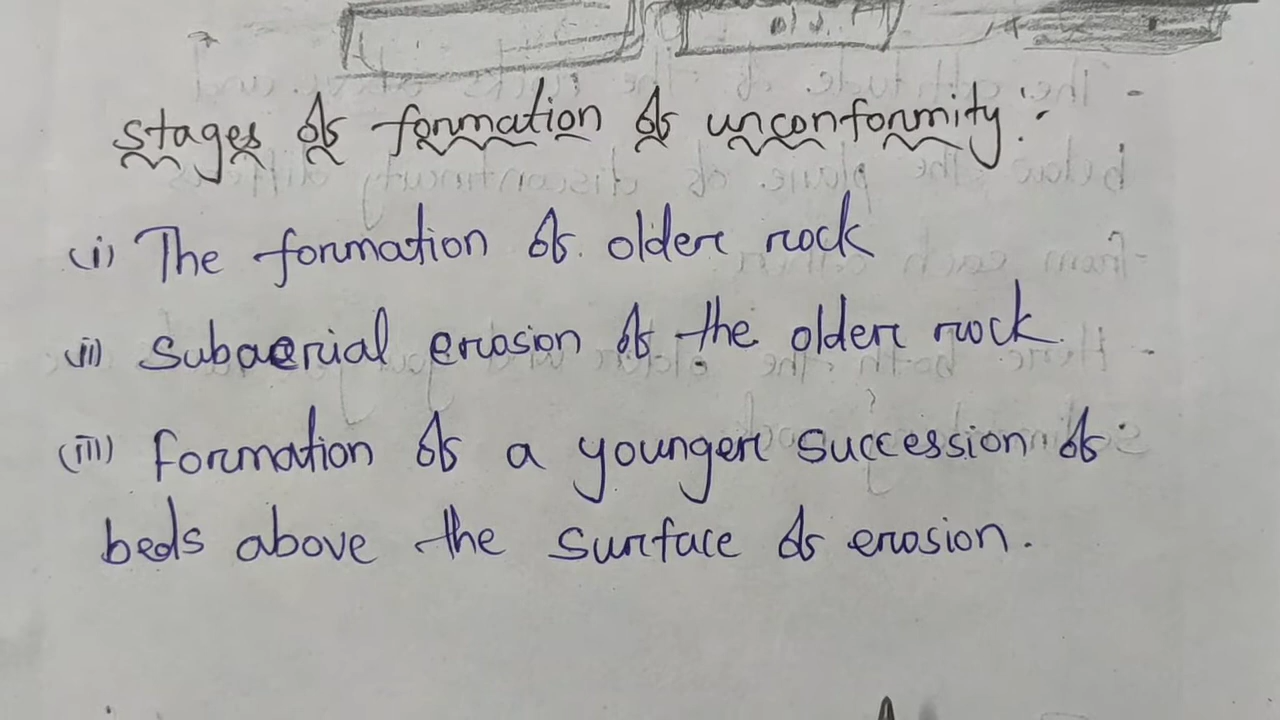 stages of formation of unconformity :-
(i) The formation of older rock
(ii) Subaerial erosion of the older rock.
(iii) formation of a younger succession of
beds above the surface of erosion.